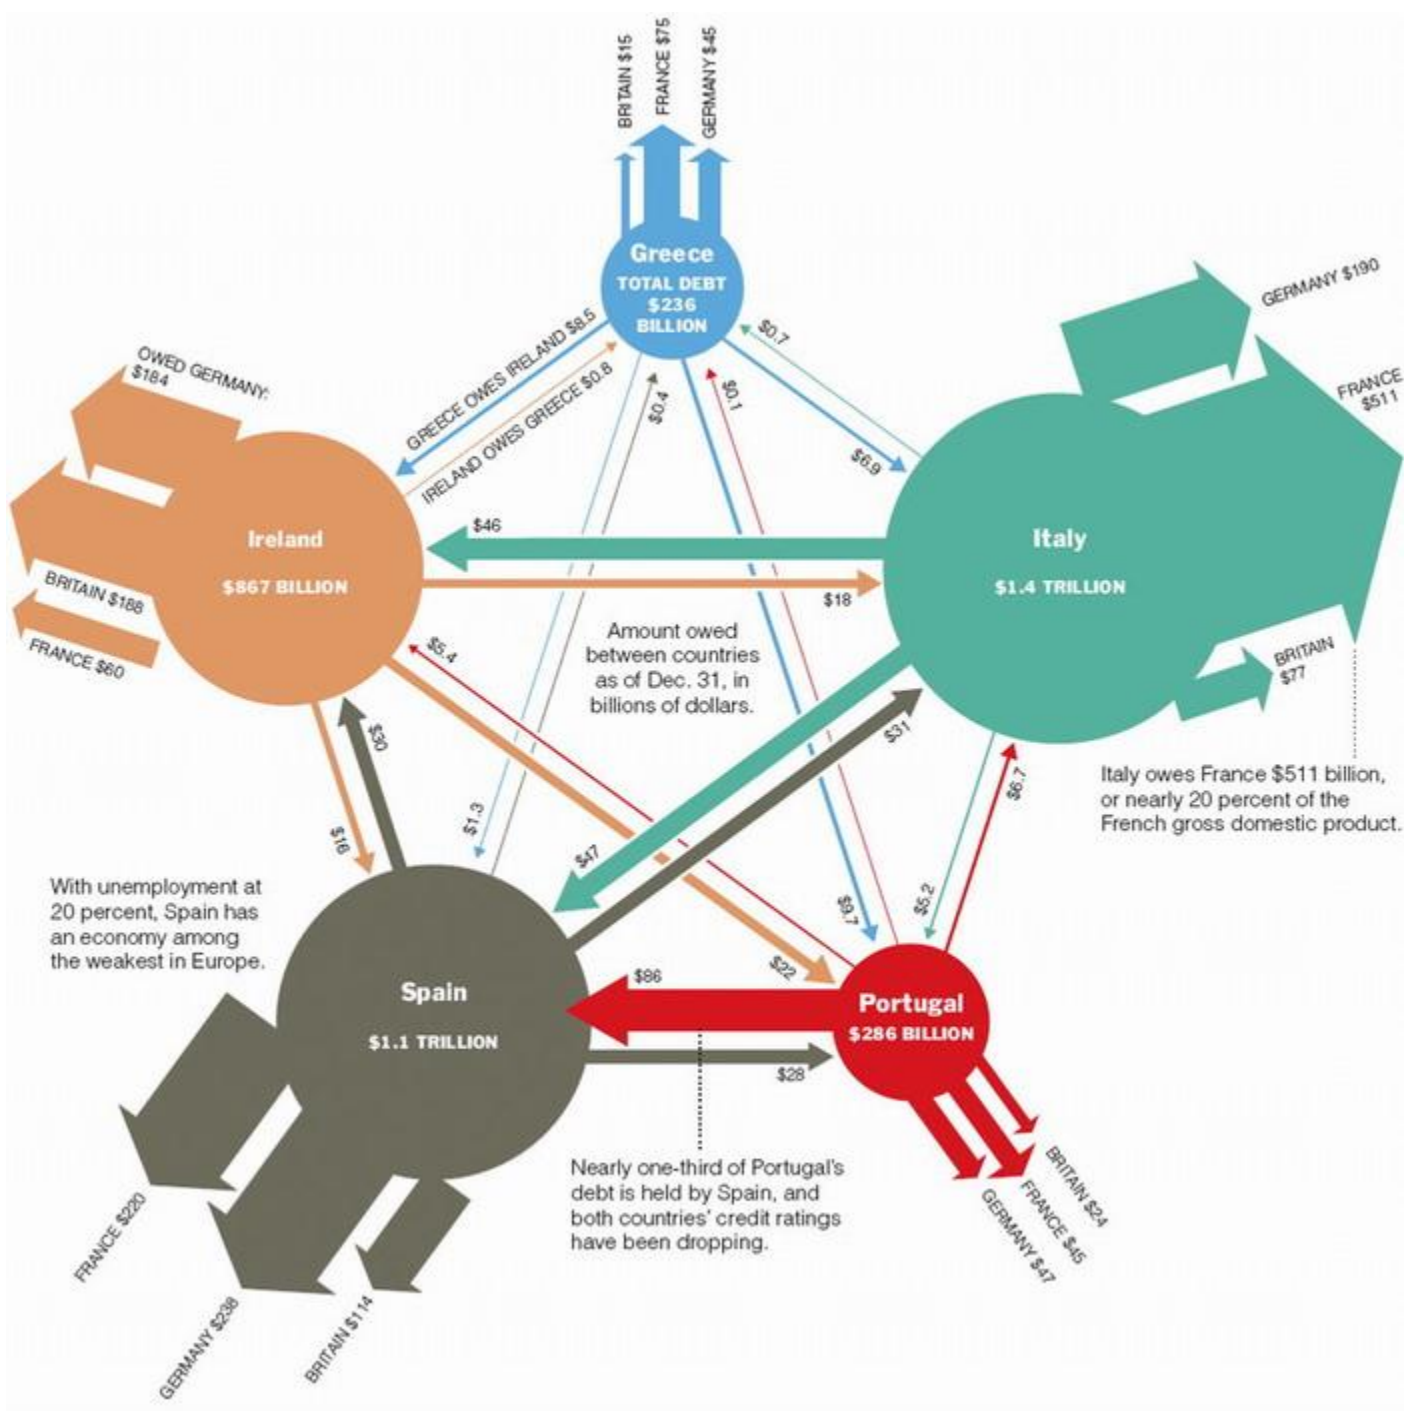 BRITAIN $15
FRANCE $75
GERMANY $45
Greece
TOTAL DEBT
$236
BILLION
GERMANY $190
FRANCE
$511
OWED GERMANY:
$184
GREECE OWES IRELAND $8.5
IRELAND OWES GREECE $0.8
$0.4
$0.1
$0.7
$6.9
Ireland
$867 BILLION
$46
$18
Italy
$1.4 TRILLION
BRITAIN $188
FRANCE $60
Amount owed
between countries
as of Dec. 31, in
billions of dollars.
BRITAIN
$77
$5.4
$30
$16
$1.3
$31
$47
$6.7
$5.2
$9.7
$22
Italy owes France $511 billion,
or nearly 20 percent of the
French gross domestic product.
With unemployment at
20 percent, Spain has
an economy among
the weakest in Europe.
Spain
$1.1 TRILLION
$86
$28
Portugal
$286 BILLION
Nearly one-third of Portugal's
debt is held by Spain, and
both countries' credit ratings
have been dropping.
BRITAIN $24
FRANCE $45
GERMANY $47
FRANCE $220
GERMANY $238
BRITAIN $114